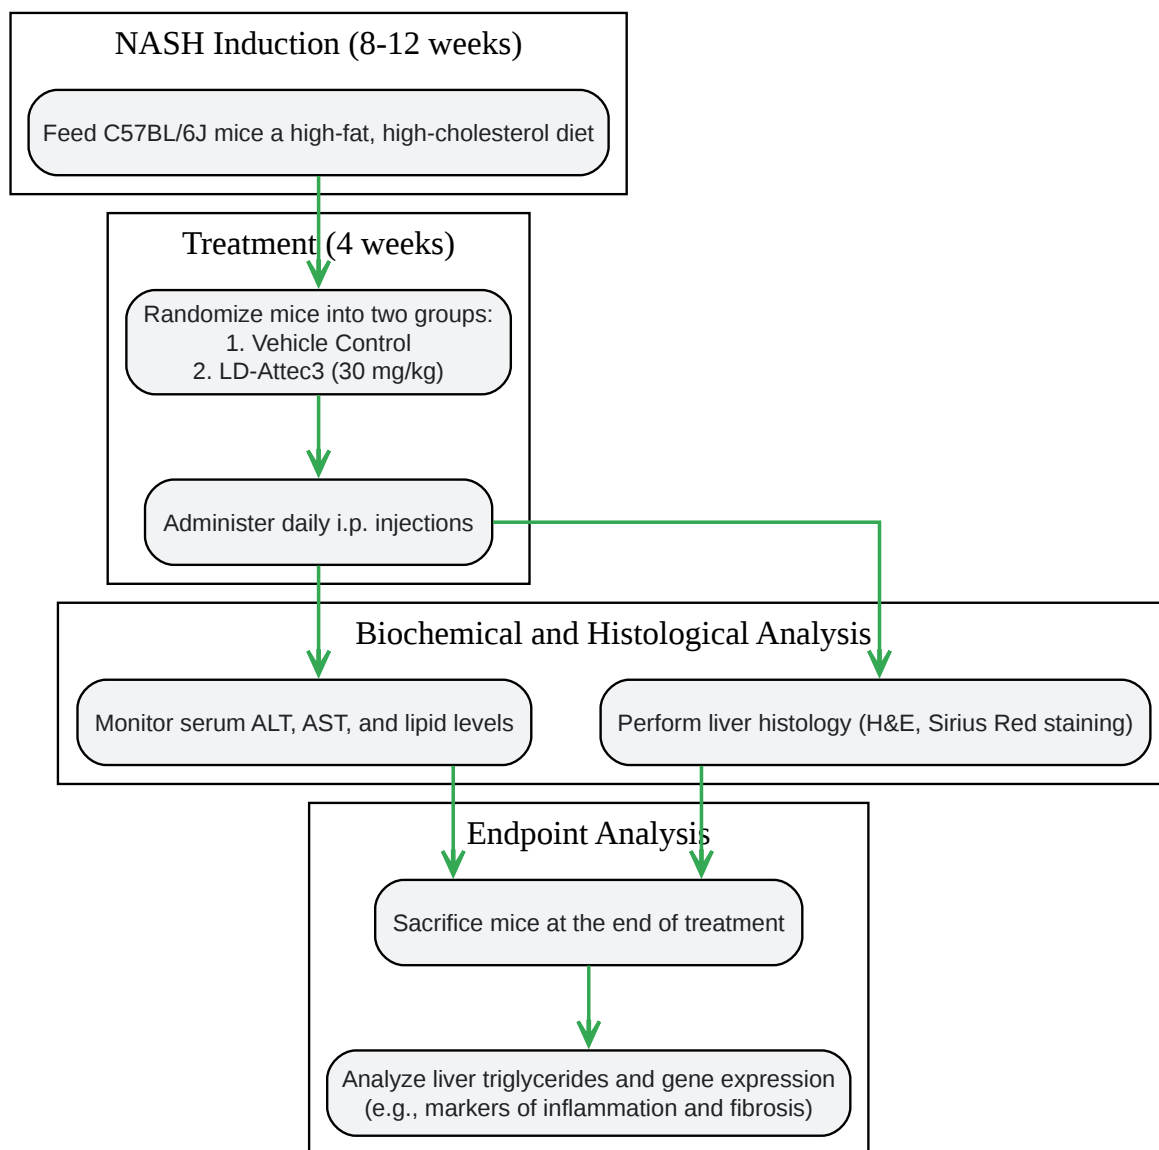 NASH Induction (8-12 weeks)
Feed C57BL/6J mice a high-fat, high-cholesterol diet
Treatment (4 weeks)
Randomize mice into two groups:
1. Vehicle Control
2. LD-Attec3 (30 mg/kg)
Administer daily i.p. injections
Biochemical and Histological Analysis
Monitor serum ALT, AST, and lipid levels
Perform liver histology (H&E, Sirius Red staining)
Endpoint Analysis
Sacrifice mice at the end of treatment
Analyze liver triglycerides and gene expression
(e.g., markers of inflammation and fibrosis)